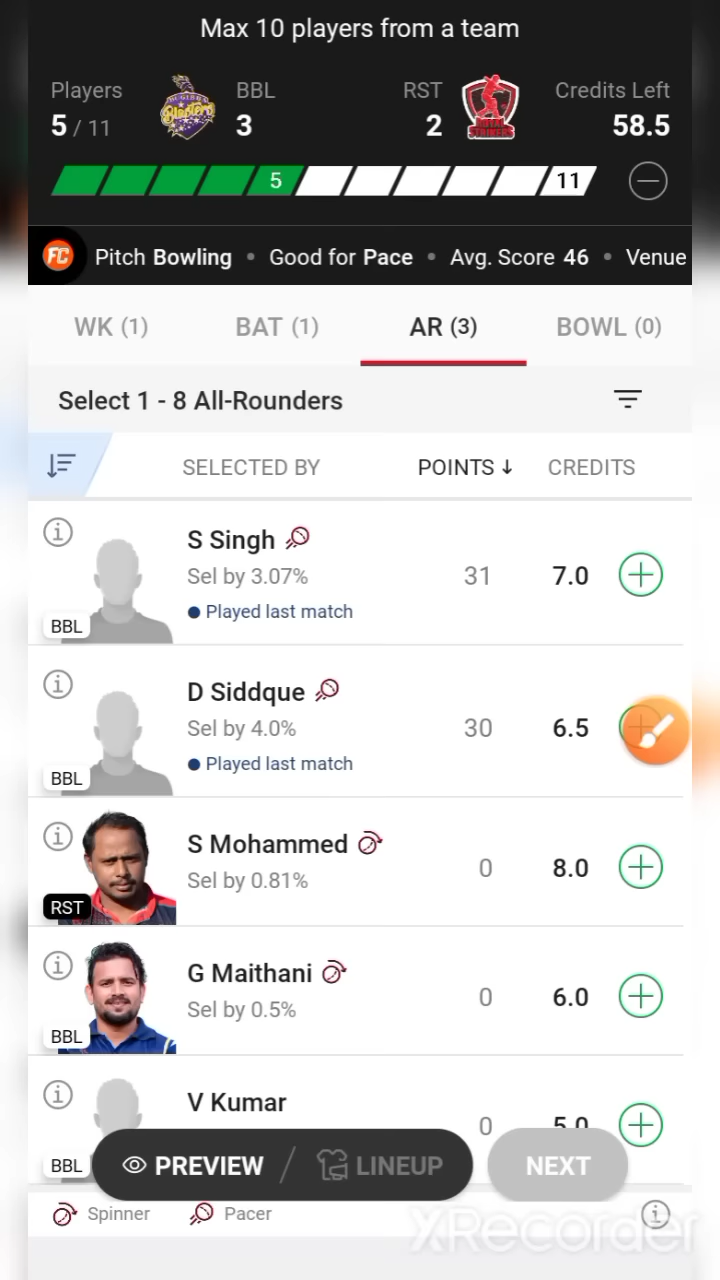 Max 10 players from a team
Players BBL RST Credits Left
5 / 11 3 2 58.5
5 11
FC Pitch Bowling • Good for Pace • Avg. Score 46 • Venue
WK (1) BAT (1) AR (3) BOWL (0)
Select 1 - 8 All-Rounders
SELECTED BY POINTS ↓ CREDITS
S Singh
Sel by 3.07% 31 7.0
Played last match
BBL
D Siddque
Sel by 4.0% 30 6.5
Played last match
BBL
S Mohammed
Sel by 0.81% 0 8.0
RST
G Maithani
Sel by 0.5% 0 6.0
BBL
V Kumar
0 5.0
BBL
PREVIEW / LINEUP NEXT
Spinner Pacer
XRecorder